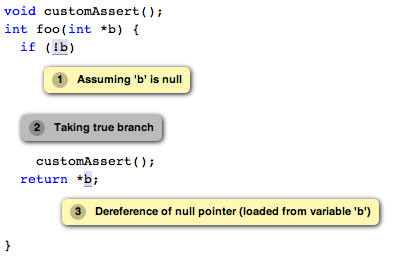 void customAssert();
int foo(int *b) {
if (!b)
1 Assuming 'b' is null
2 Taking true branch
customAssert();
return *b;
3 Dereference of null pointer (loaded from variable 'b')
}